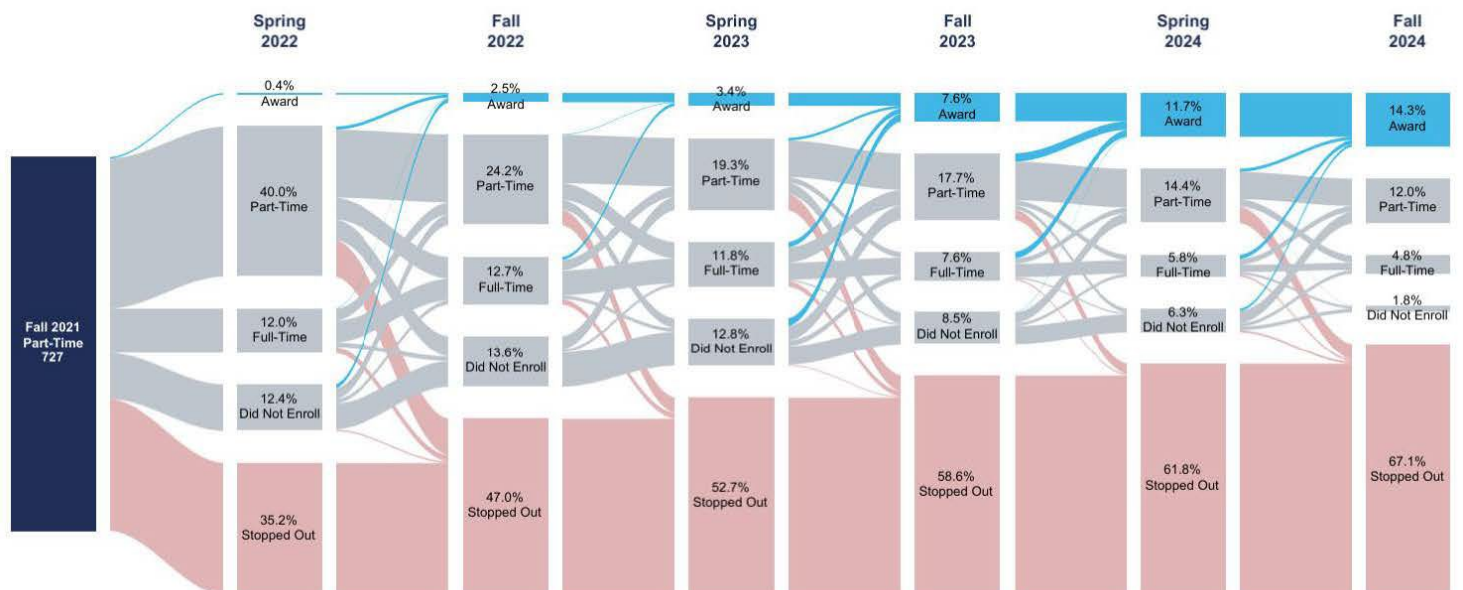 Spring
2022
Fall
2022
Spring
2023
Fall
2023
Spring
2024
Fall
2024
Fall 2021
Part-Time
727
0.4%
Award
40.0%
Part-Time
12.0%
Full-Time
12.4%
Did Not Enroll
35.2%
Stopped Out
2.5%
Award
24.2%
Part-Time
12.7%
Full-Time
13.6%
Did Not Enroll
47.0%
Stopped Out
3.4%
Award
19.3%
Part-Time
11.8%
Full-Time
12.8%
Did Not Enroll
52.7%
Stopped Out
7.6%
Award
17.7%
Part-Time
7.6%
Full-Time
8.5%
Did Not Enroll
58.6%
Stopped Out
11.7%
Award
14.4%
Part-Time
5.8%
Full-Time
6.3%
Did Not Enroll
61.8%
Stopped Out
14.3%
Award
12.0%
Part-Time
4.8%
Full-Time
1.8%
Did Not Enroll
67.1%
Stopped Out